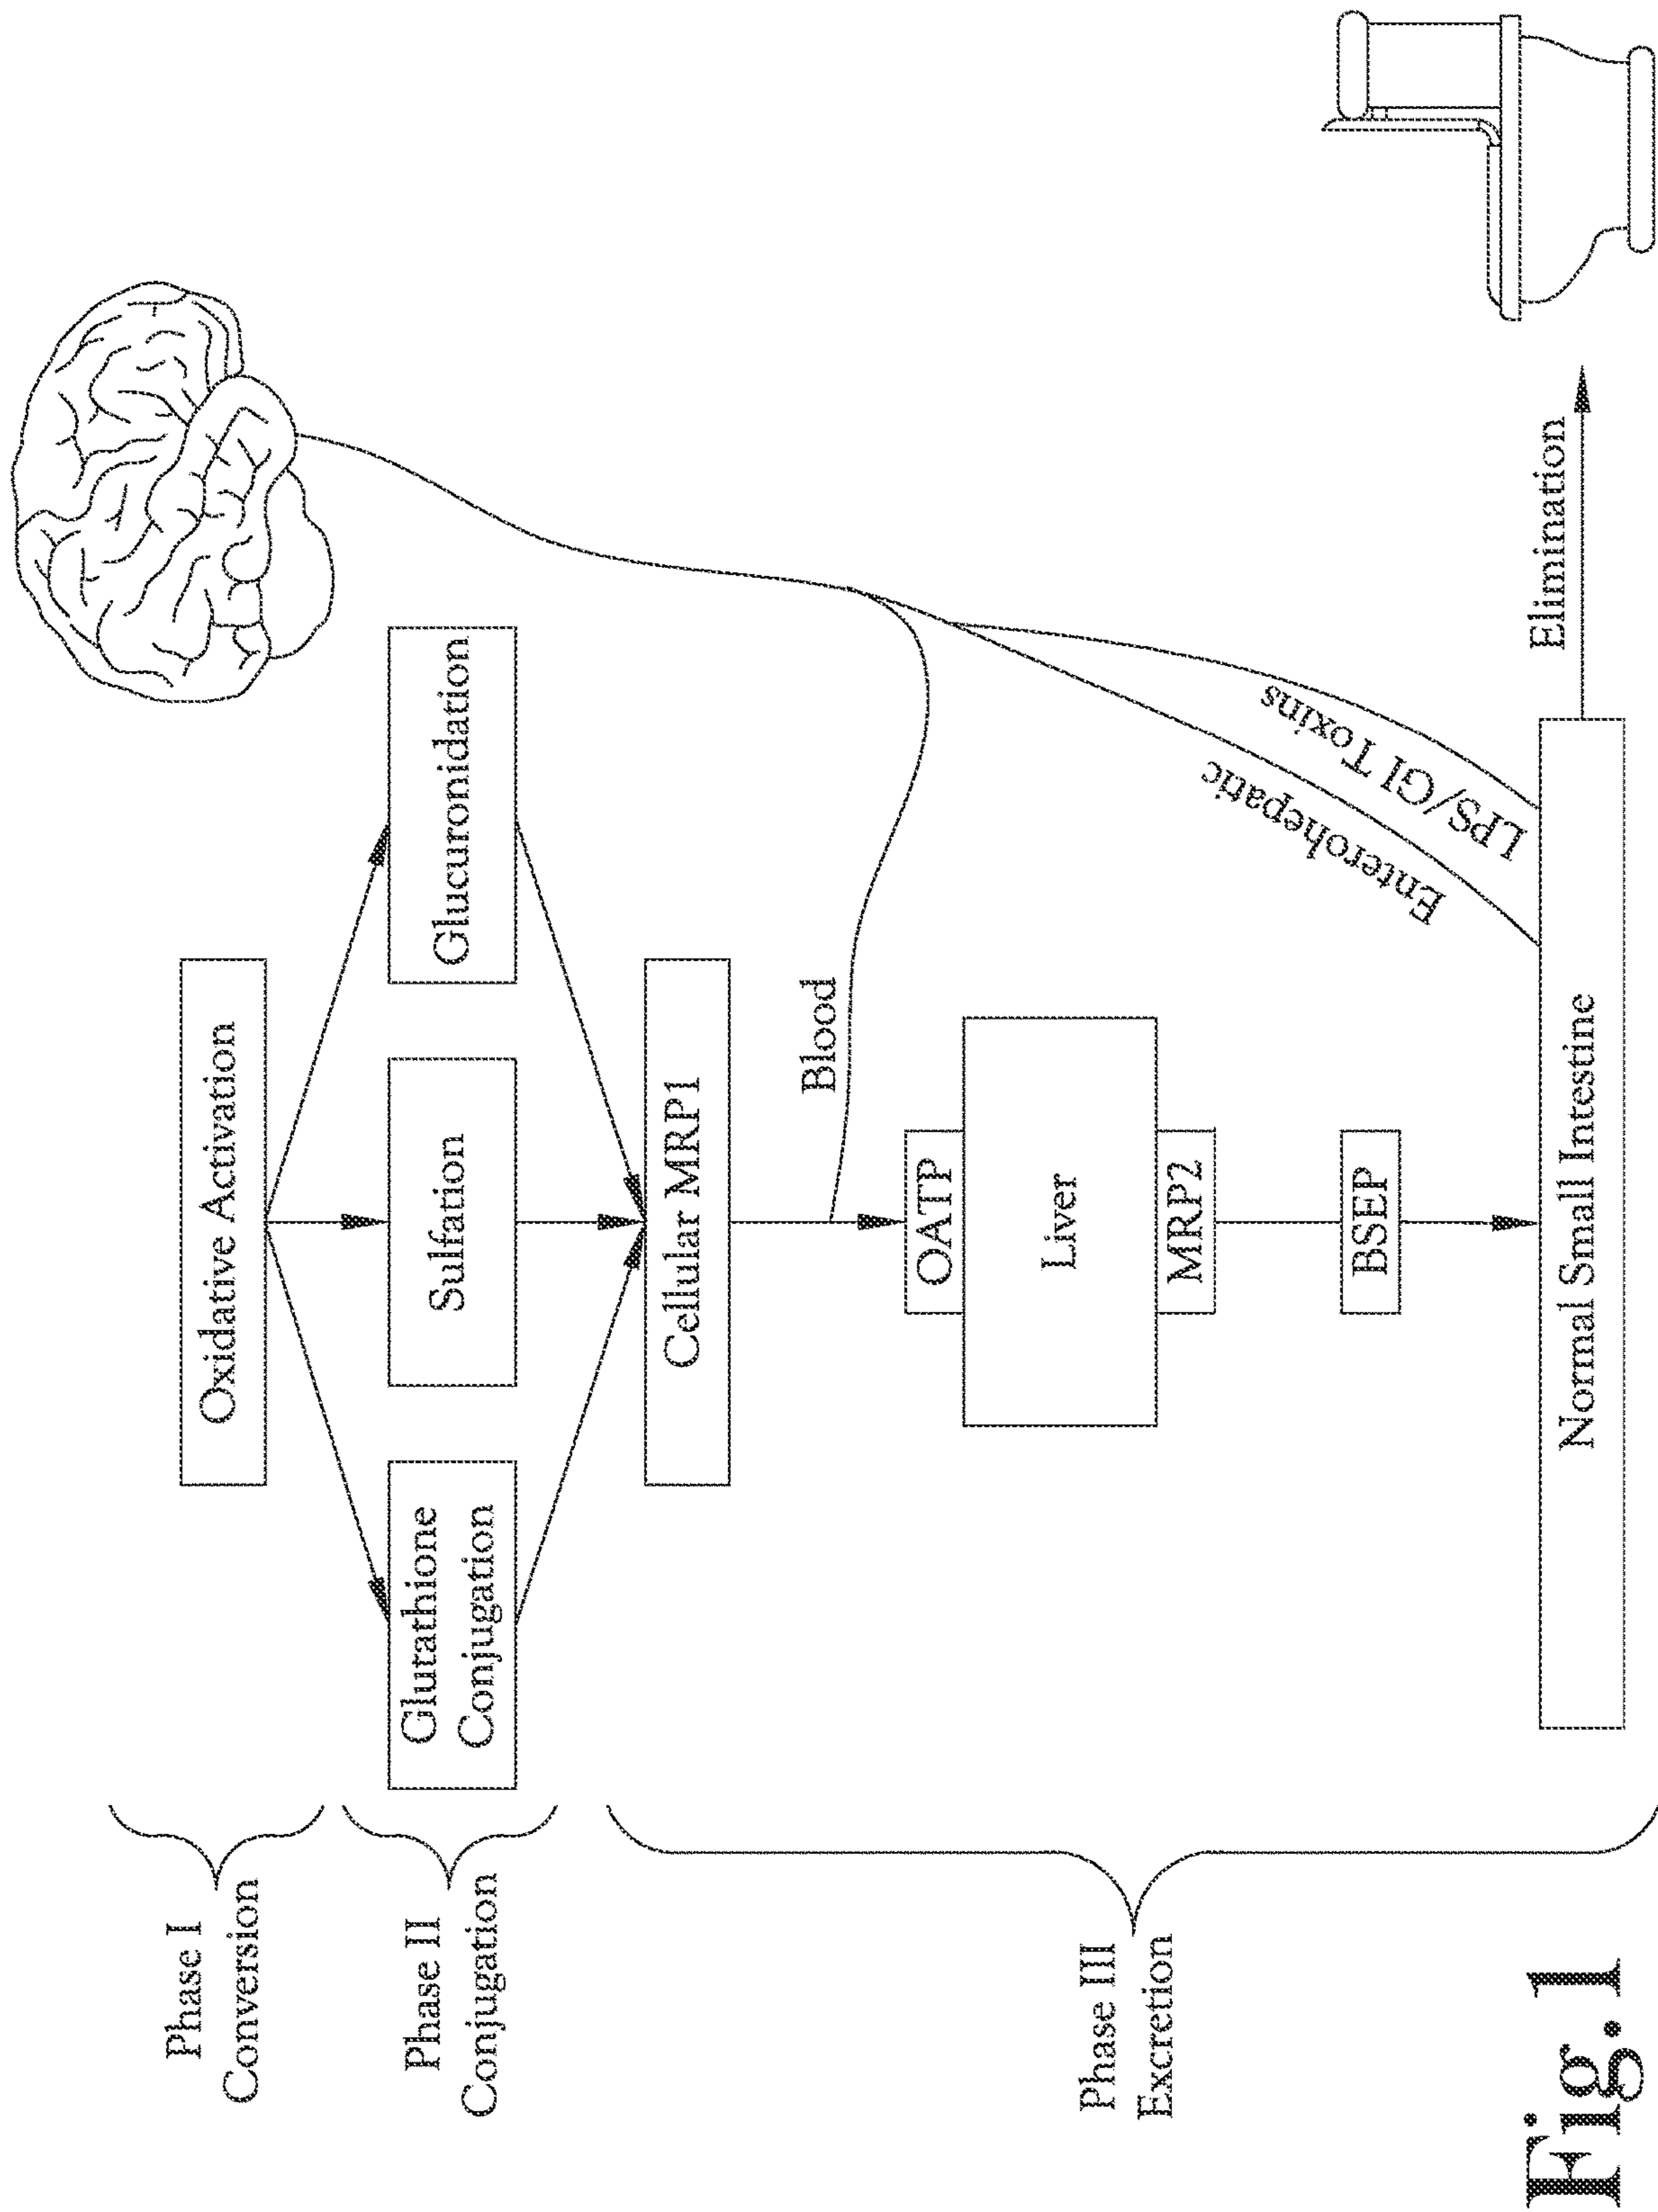 Phase I
Conversion
Oxidative Activation
Phase II
Conjugation
Glutathione
Conjugation
Sulfation
Glucuronidation
Phase III
Excretion
Cellular MRP1
Blood
OATP
Liver
MRP2
BSEP
Enterohepatic
LPS/GI Toxins
Normal Small Intestine
Elimination
Fig. 1